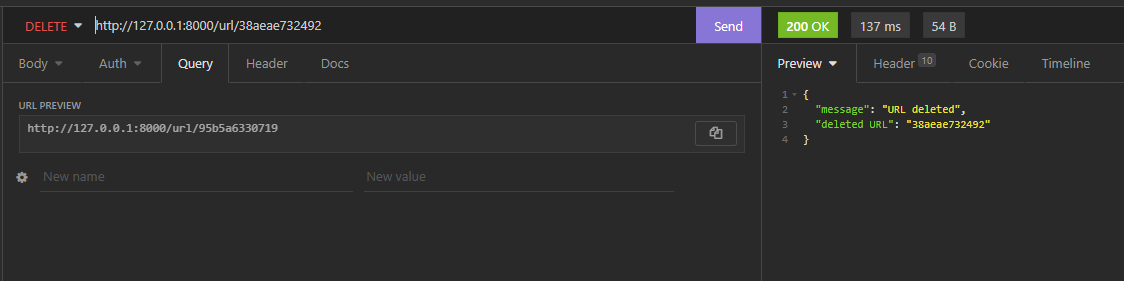 DELETE http://127.0.0.1:8000/url/38aeae732492 Send 200 OK 137 ms 54 B
Body Auth Query Header Docs Preview Header 10 Cookie Timeline
URL PREVIEW
http://127.0.0.1:8000/url/95b5a6330719
New name New value
1 {
2 "message": "URL deleted",
3 "deleted URL": "38aeae732492"
4 }